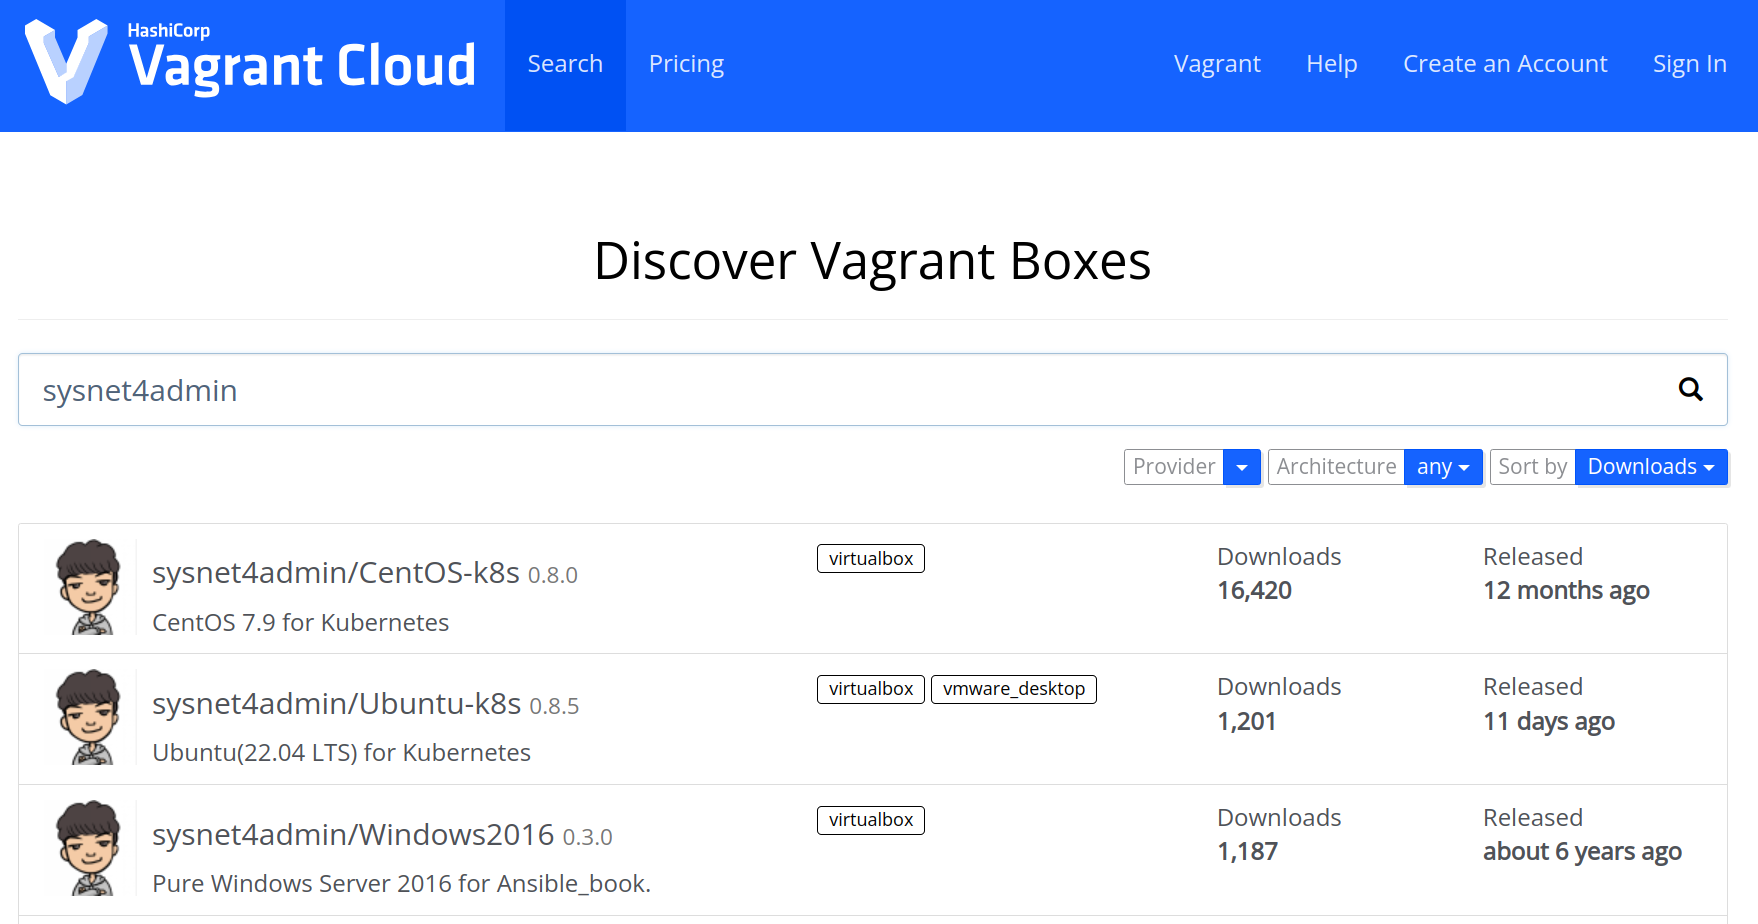 HashiCorp
Vagrant Cloud
Search
Pricing
Vagrant
Help
Create an Account
Sign In
Discover Vagrant Boxes
sysnet4admin
Provider
Architecture any
Sort by Downloads
sysnet4admin/CentOS-k8s 0.8.0
CentOS 7.9 for Kubernetes
virtualbox
Downloads
16,420
Released
12 months ago
sysnet4admin/Ubuntu-k8s 0.8.5
Ubuntu(22.04 LTS) for Kubernetes
virtualbox
vmware_desktop
Downloads
1,201
Released
11 days ago
sysnet4admin/Windows2016 0.3.0
Pure Windows Server 2016 for Ansible_book.
virtualbox
Downloads
1,187
Released
about 6 years ago